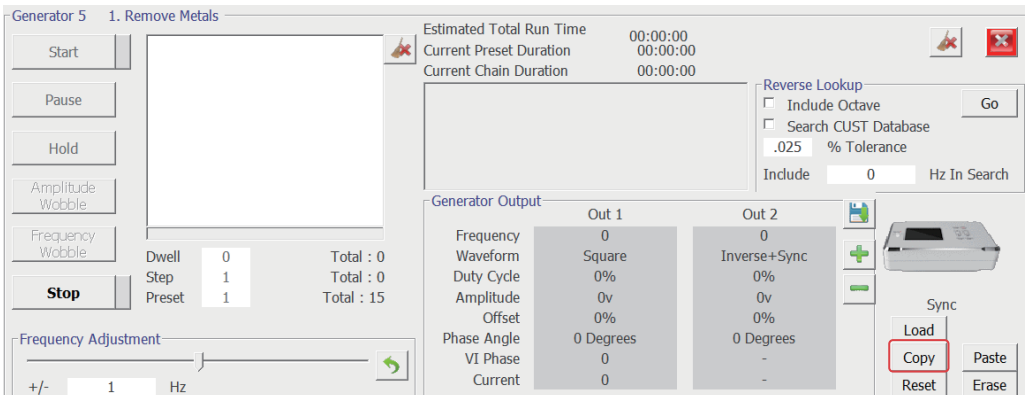 Generator 5 1. Remove Metals
Start
Pause
Hold
Amplitude
Wobble
Frequency
Wobble
Stop
Dwell 0 Total : 0
Step 1 Total : 0
Preset 1 Total : 15
Frequency Adjustment
+/- 1 Hz
Estimated Total Run Time 00:00:00
Current Preset Duration 00:00:00
Current Chain Duration 00:00:00
Reverse Lookup
Include Octave Go
Search CUST Database
.025 % Tolerance
Include 0 Hz In Search
Generator Output
Out 1 Out 2
Frequency 0 0
Waveform Square Inverse+Sync
Duty Cycle 0% 0%
Amplitude 0v 0v
Offset 0% 0%
Phase Angle 0 Degrees 0 Degrees
VI Phase 0 -
Current 0 -
Sync
Load
Copy Paste
Reset Erase